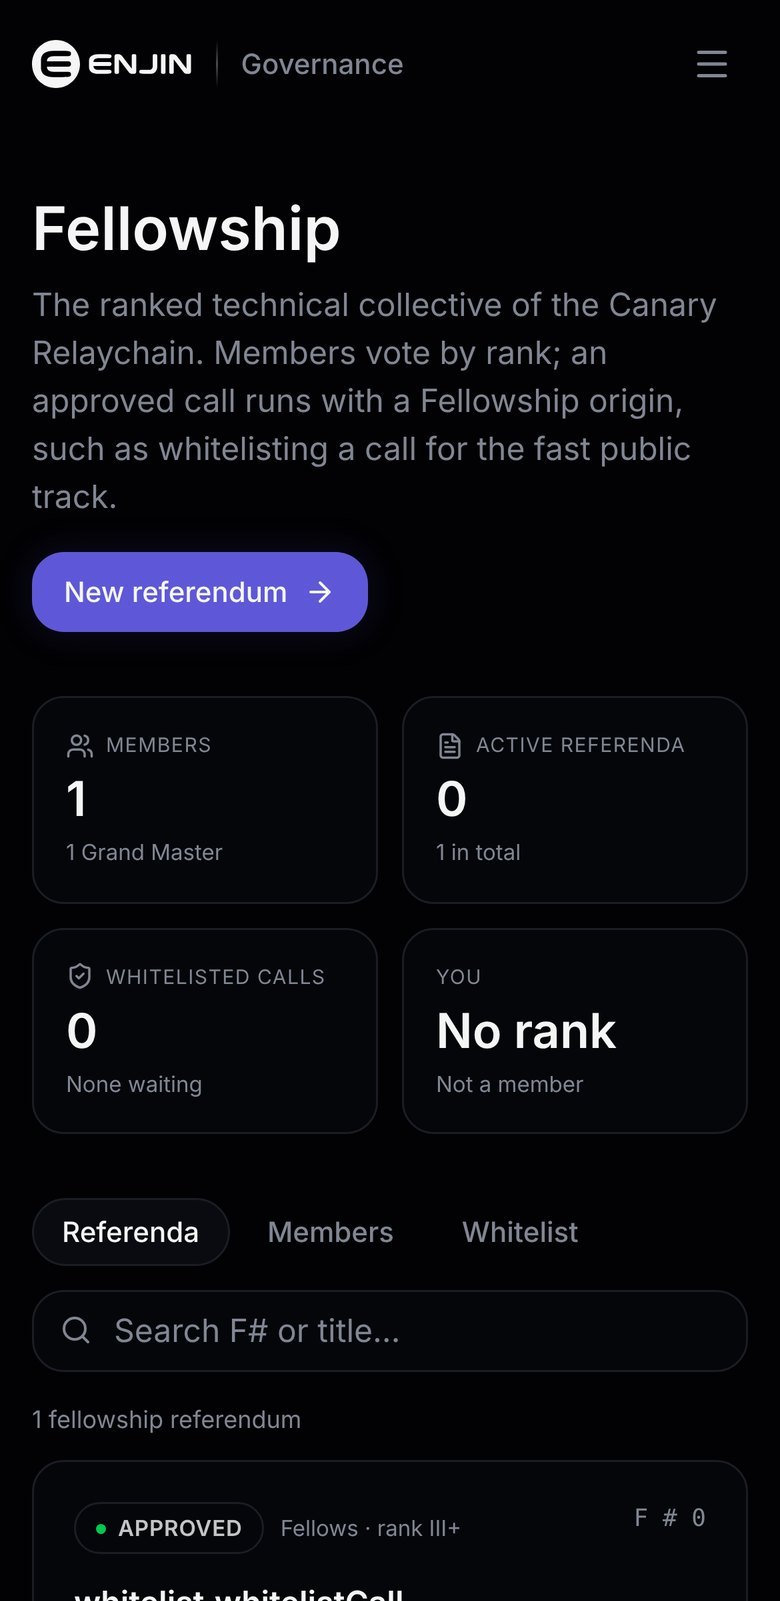 ENJIN Governance
Fellowship
The ranked technical collective of the Canary
Relaychain. Members vote by rank; an
approved call runs with a Fellowship origin,
such as whitelisting a call for the fast public
track.
New referendum
MEMBERS
1
1 Grand Master
ACTIVE REFERENDA
0
1 in total
WHITELISTED CALLS
0
None waiting
YOU
No rank
Not a member
Referenda Members Whitelist
Search F# or title...
1 fellowship referendum
APPROVED Fellows · rank III+ F # 0
whitelist.whitelistCall